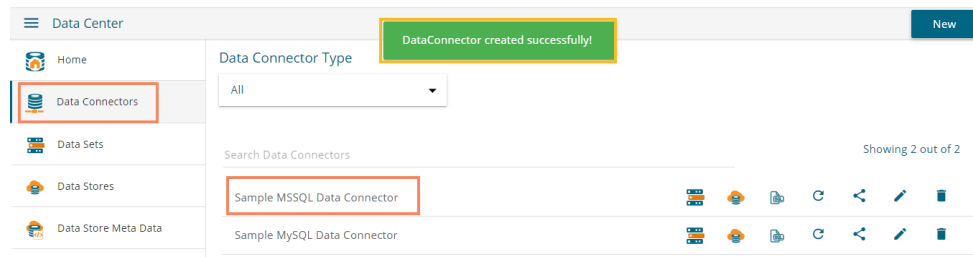 Data Center
DataConnector created successfully!
New
Home
Data Connectors
Data Sets
Data Stores
Data Store Meta Data
Data Connector Type
All
Search Data Connectors
Showing 2 out of 2
Sample MSSQL Data Connector
Sample MySQL Data Connector